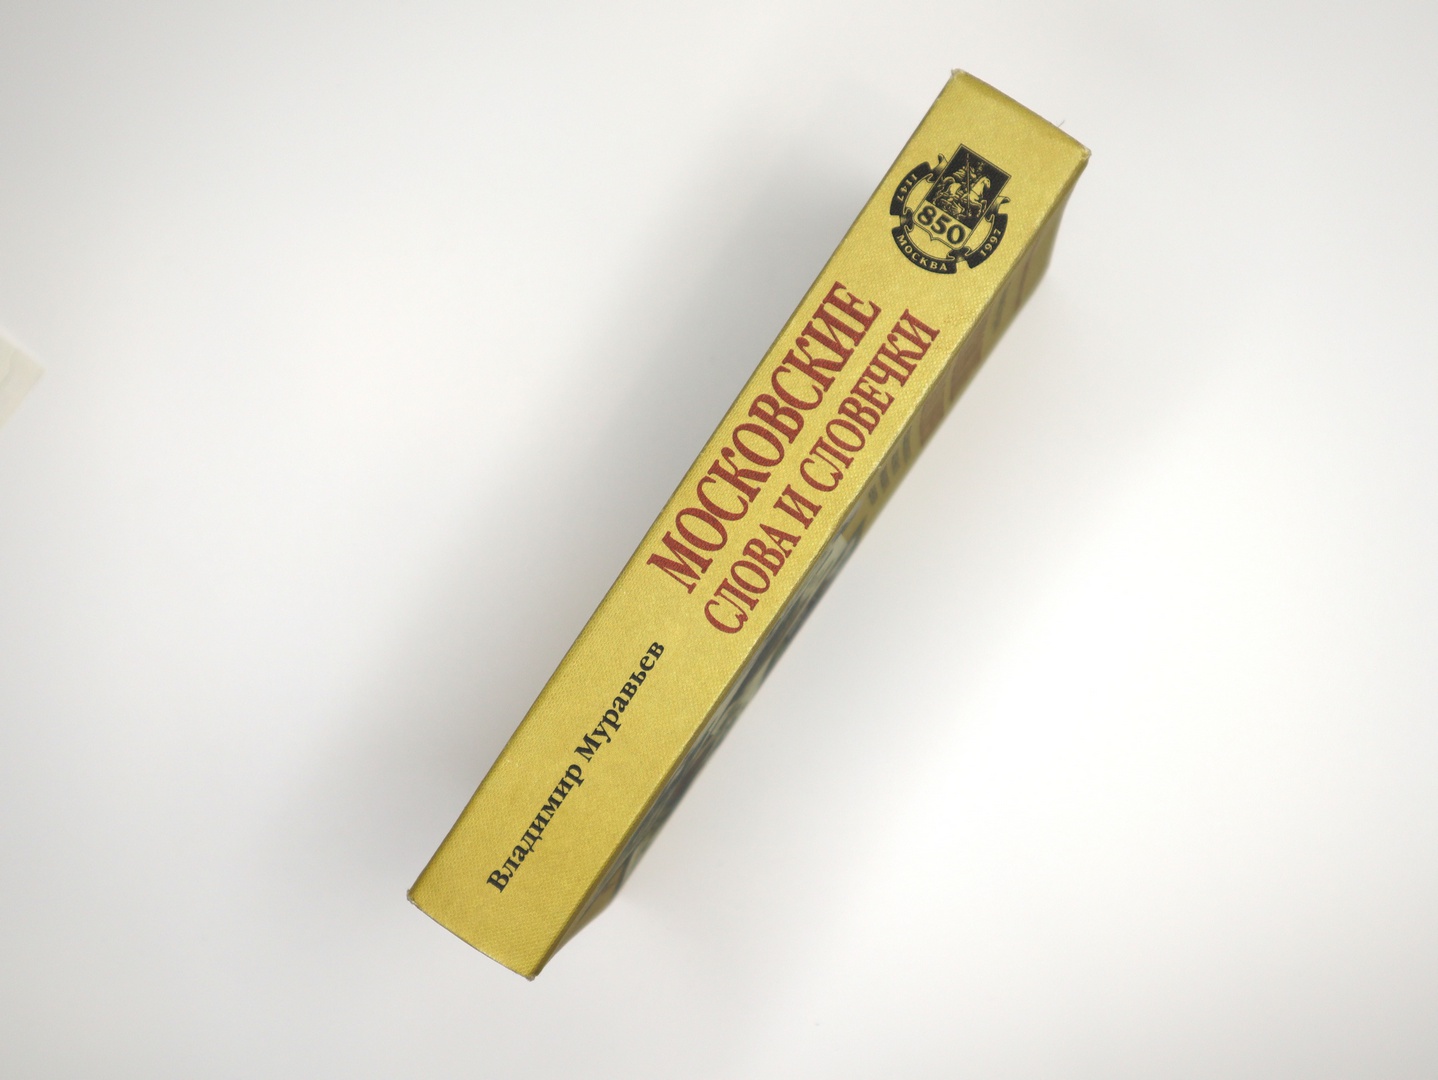 Владимир Муравьев
МОСКОВСКИЕ
СЛОВА И СЛОВЕЧКИ
850
1147
МОСКВА
1997